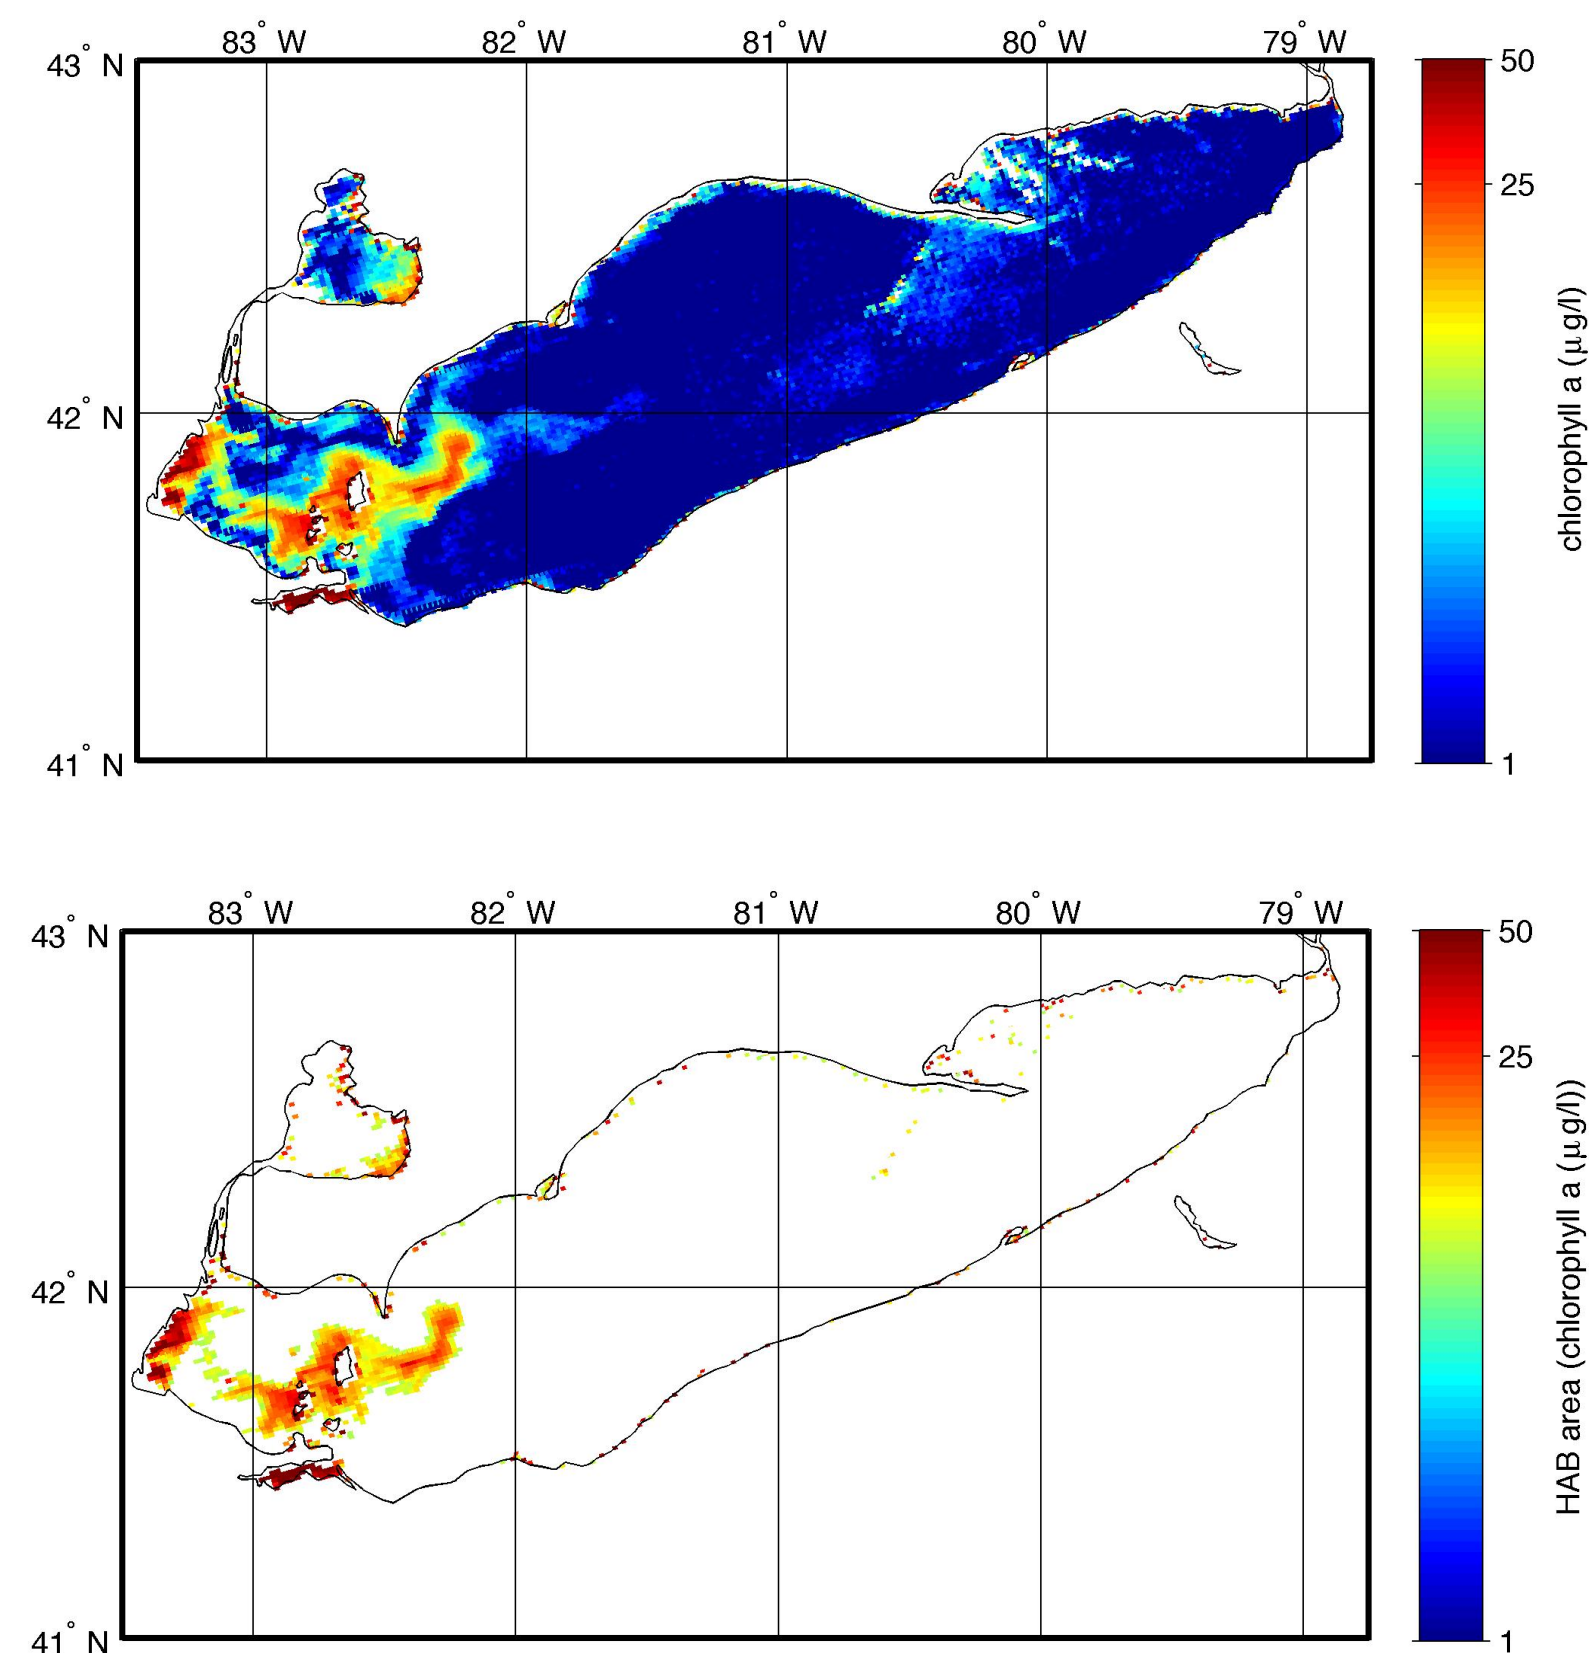 83° W 82° W 81° W 80° W 79° W
43° N
42° N
41° N
50
25
1
chlorophyll a (μ g/l)
83° W 82° W 81° W 80° W 79° W
43° N
42° N
41° N
50
25
1
HAB area (chlorophyll a (μ g/l))